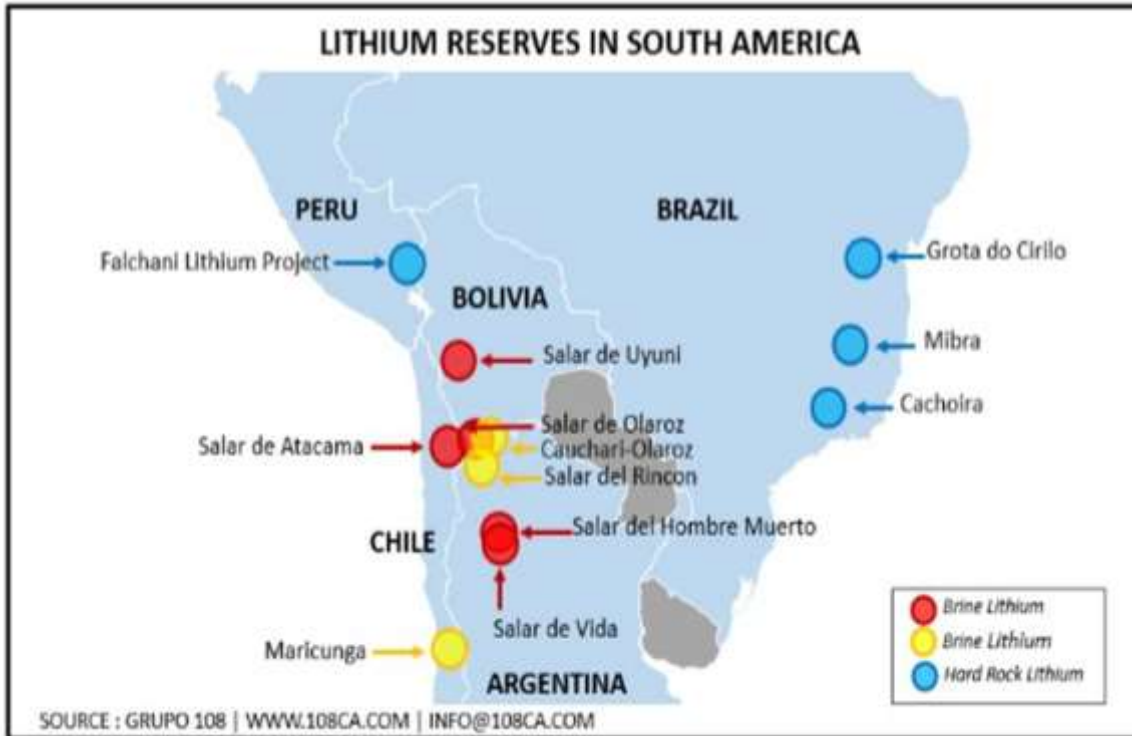 LITHIUM RESERVES IN SOUTH AMERICA
PERU
BRAZIL
Falchani Lithium Project
Grota do Cirilo
BOLIVIA
Salar de Uyuni
Mibra
Cachoira
Salar de Olaroz
Salar de Atacama
Cauchari-Olaroz
Salar del Rincon
CHILE
Salar del Hombre Muerto
Salar de Vida
Maricunga
ARGENTINA
Brine Lithium
Brine Lithium
Hard Rock Lithium
SOURCE : GRUPO 108 | WWW.108CA.COM | INFO@108CA.COM